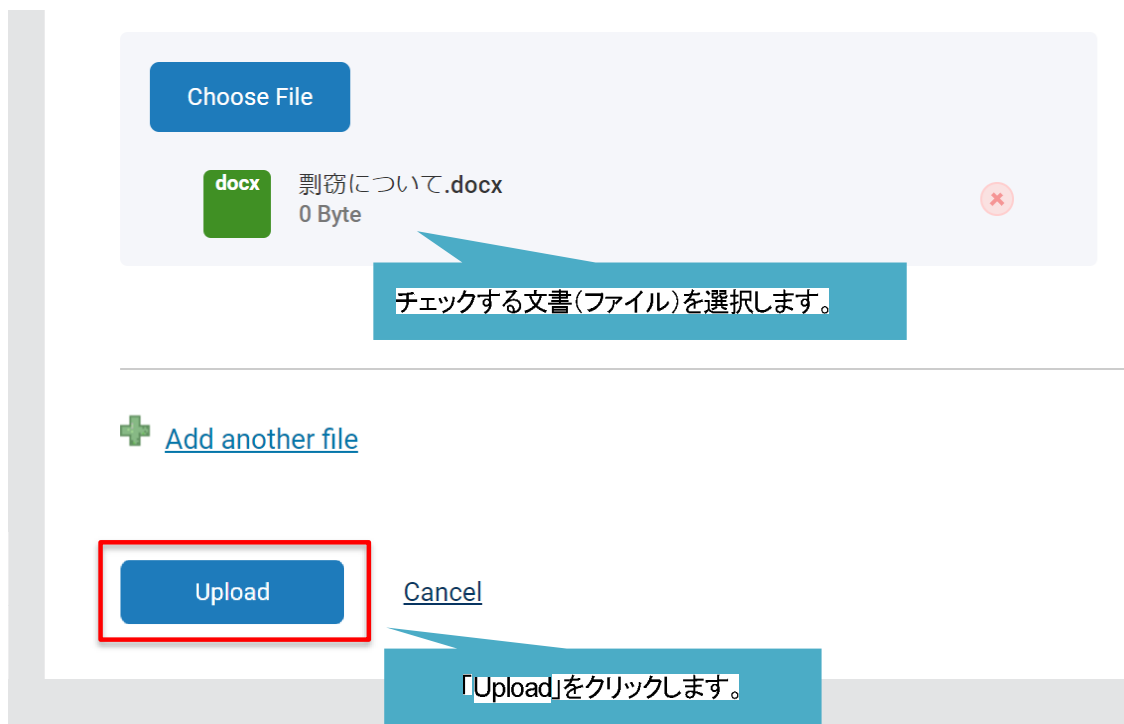 Choose File
docx
剽窃について.docx
0 Byte
チェックする文書（ファイル）を選択します。
Add another file
Upload
Cancel
「Upload」をクリックします。